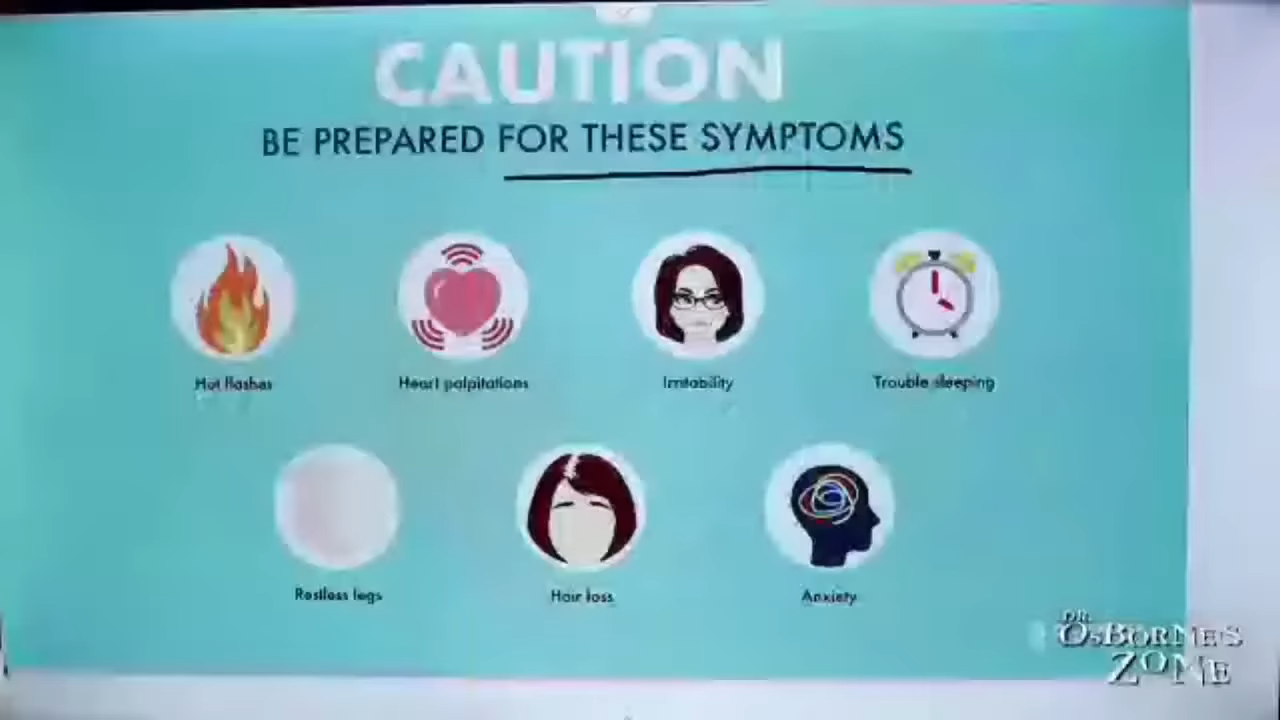 CAUTION
BE PREPARED FOR THESE SYMPTOMS
Hot flashes
Heart palpitations
Irritability
Trouble sleeping
Restless legs
Hair loss
Anxiety
DR.
OSBORNE'S
ZONE